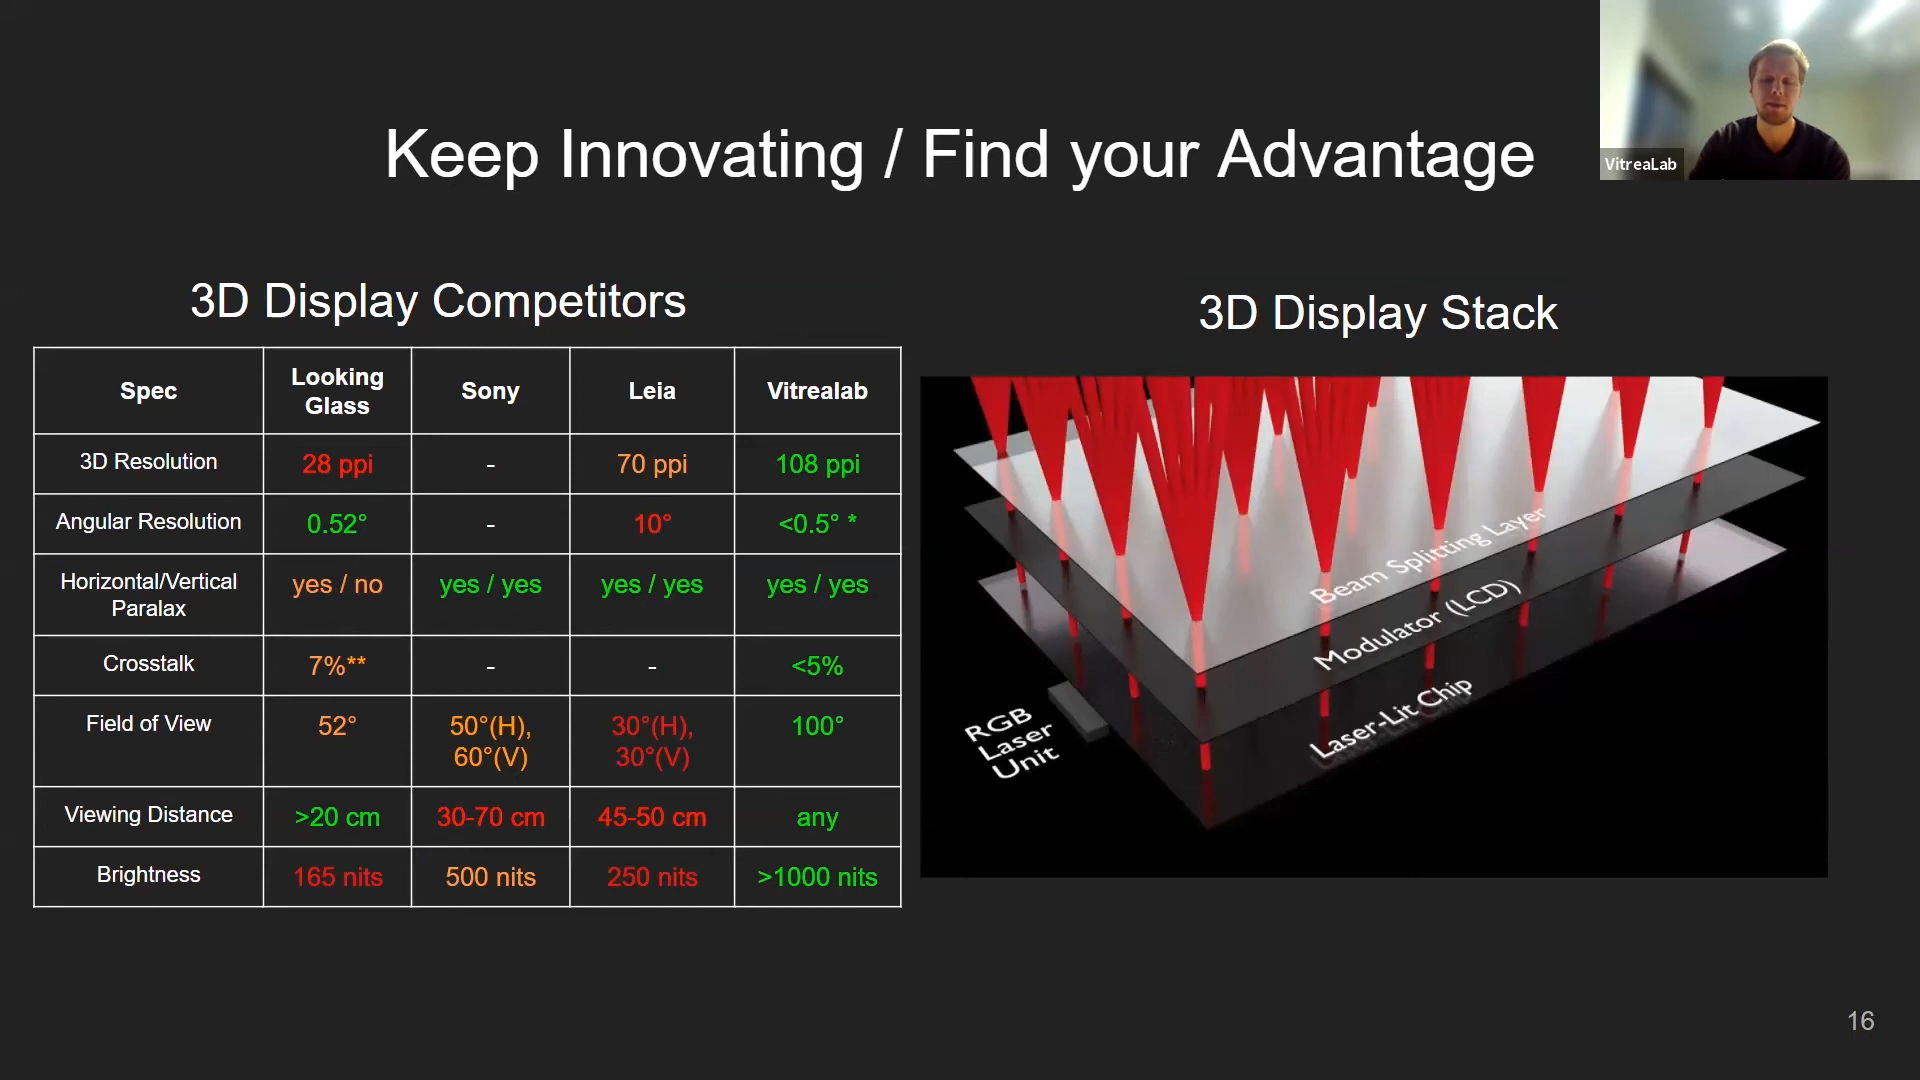 VitreaLab
Keep Innovating / Find your Advantage
3D Display Competitors
3D Display Stack
Spec
Looking
Glass
Sony
Leia
Vitrealab
3D Resolution
28 ppi
-
70 ppi
108 ppi
Angular Resolution
0.52°
-
10°
<0.5° *
Horizontal/Vertical
Paralax
yes / no
yes / yes
yes / yes
yes / yes
Crosstalk
7%**
-
-
<5%
Field of View
52°
50°(H),
60°(V)
30°(H),
30°(V)
100°
Viewing Distance
>20 cm
30-70 cm
45-50 cm
any
Brightness
165 nits
500 nits
250 nits
>1000 nits
Beam Splitting Layer
Modulator (LCD)
Laser-Lit Chip
RGB
Laser
Unit
16